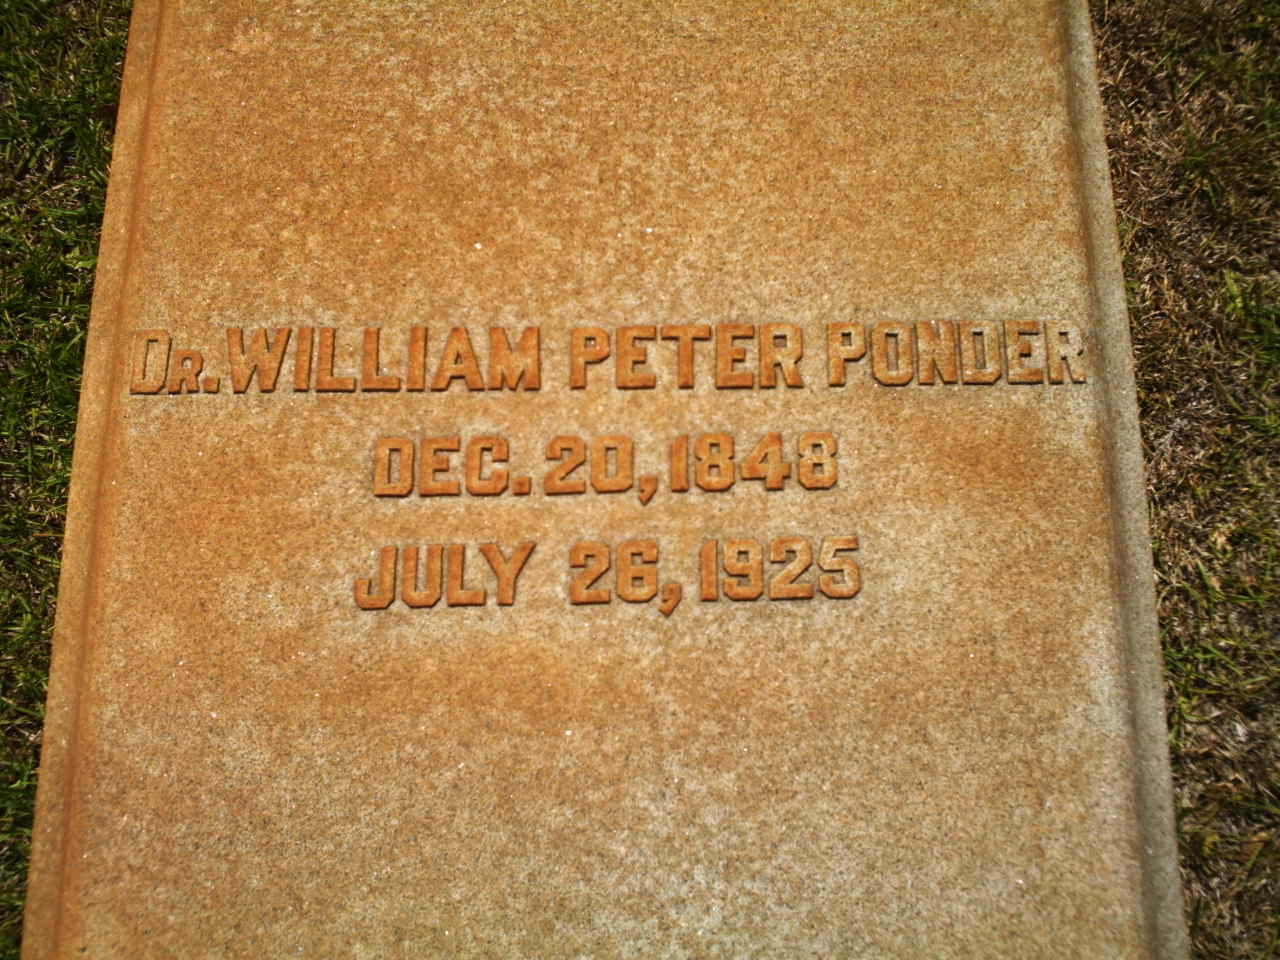 DR. WILLIAM PETER PONDER
DEC. 20, 1848
JULY 26, 1925